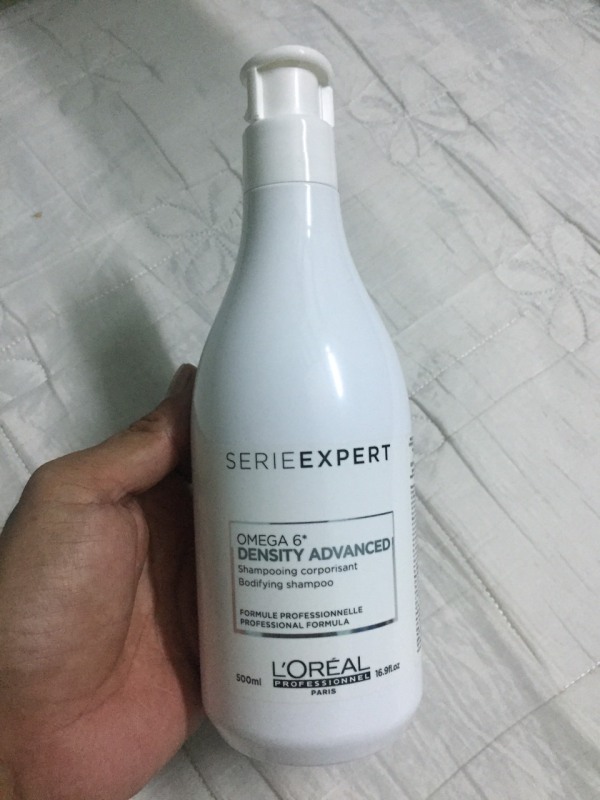 SERIEEXPERT
OMEGA 6*
DENSITY ADVANCED
Shampooing corporisant
Bodifying shampoo
FORMULE PROFESSIONNELLE
PROFESSIONAL FORMULA
500ml L'ORÉAL 16.9fl.oz
PROFESSIONNEL
PARIS